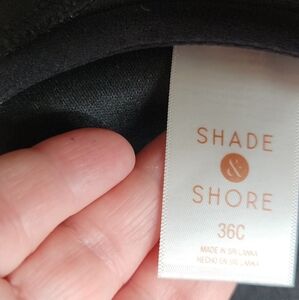 SHADE
&
SHORE
36C
MADE IN SRI LANKA
HECHO EN SRI LANKA